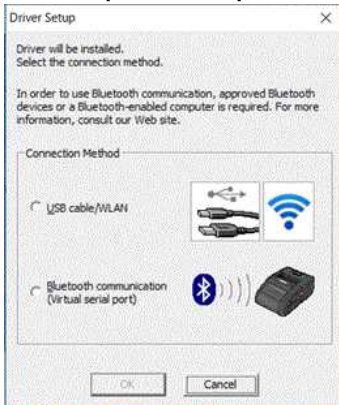 Driver Setup
Driver will be installed.
Select the connection method.
In order to use Bluetooth communication, approved Bluetooth
devices or a Bluetooth-enabled computer is required. For more
information, consult our Web site.
Connection Method
USB cable/WLAN
Bluetooth communication
(Virtual serial port)
OK
Cancel